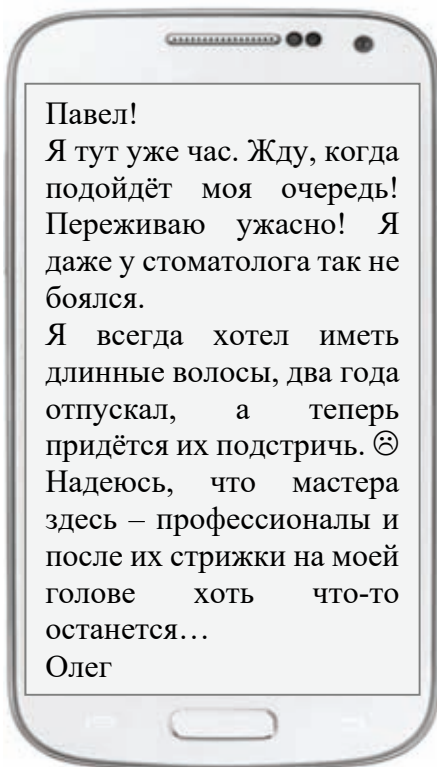 Павел!
Я тут уже час. Жду, когда
подойдёт моя очередь!
Переживаю ужасно! Я
даже у стоматолога так не
боялся.
Я всегда хотел иметь
длинные волосы, два года
отпускал, а теперь
придётся их подстричь. ☹
Надеюсь, что мастера
здесь – профессионалы и
после их стрижки на моей
голове хоть что-то
останется…
Олег